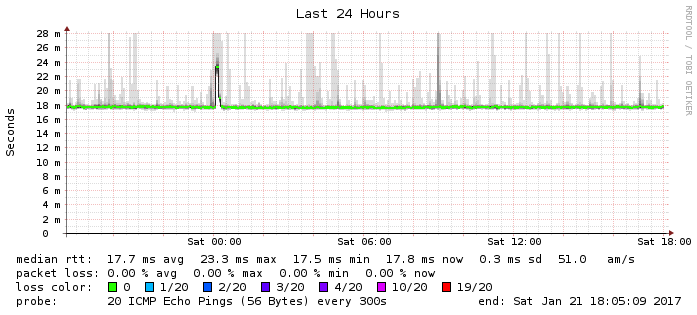 Last 24 Hours
RRDTOOL / TOBI OETIKER
Seconds
28 m
26 m
24 m
22 m
20 m
18 m
16 m
14 m
12 m
10 m
8 m
6 m
4 m
2 m
0
Sat 00:00 Sat 06:00 Sat 12:00 Sat 18:00
median rtt: 17.7 ms avg 23.3 ms max 17.5 ms min 17.8 ms now 0.3 ms sd 51.0 am/s
packet loss: 0.00 % avg 0.00 % max 0.00 % min 0.00 % now
loss color: 0 1/20 2/20 3/20 4/20 10/20 19/20
probe: 20 ICMP Echo Pings (56 Bytes) every 300s end: Sat Jan 21 18:05:09 2017